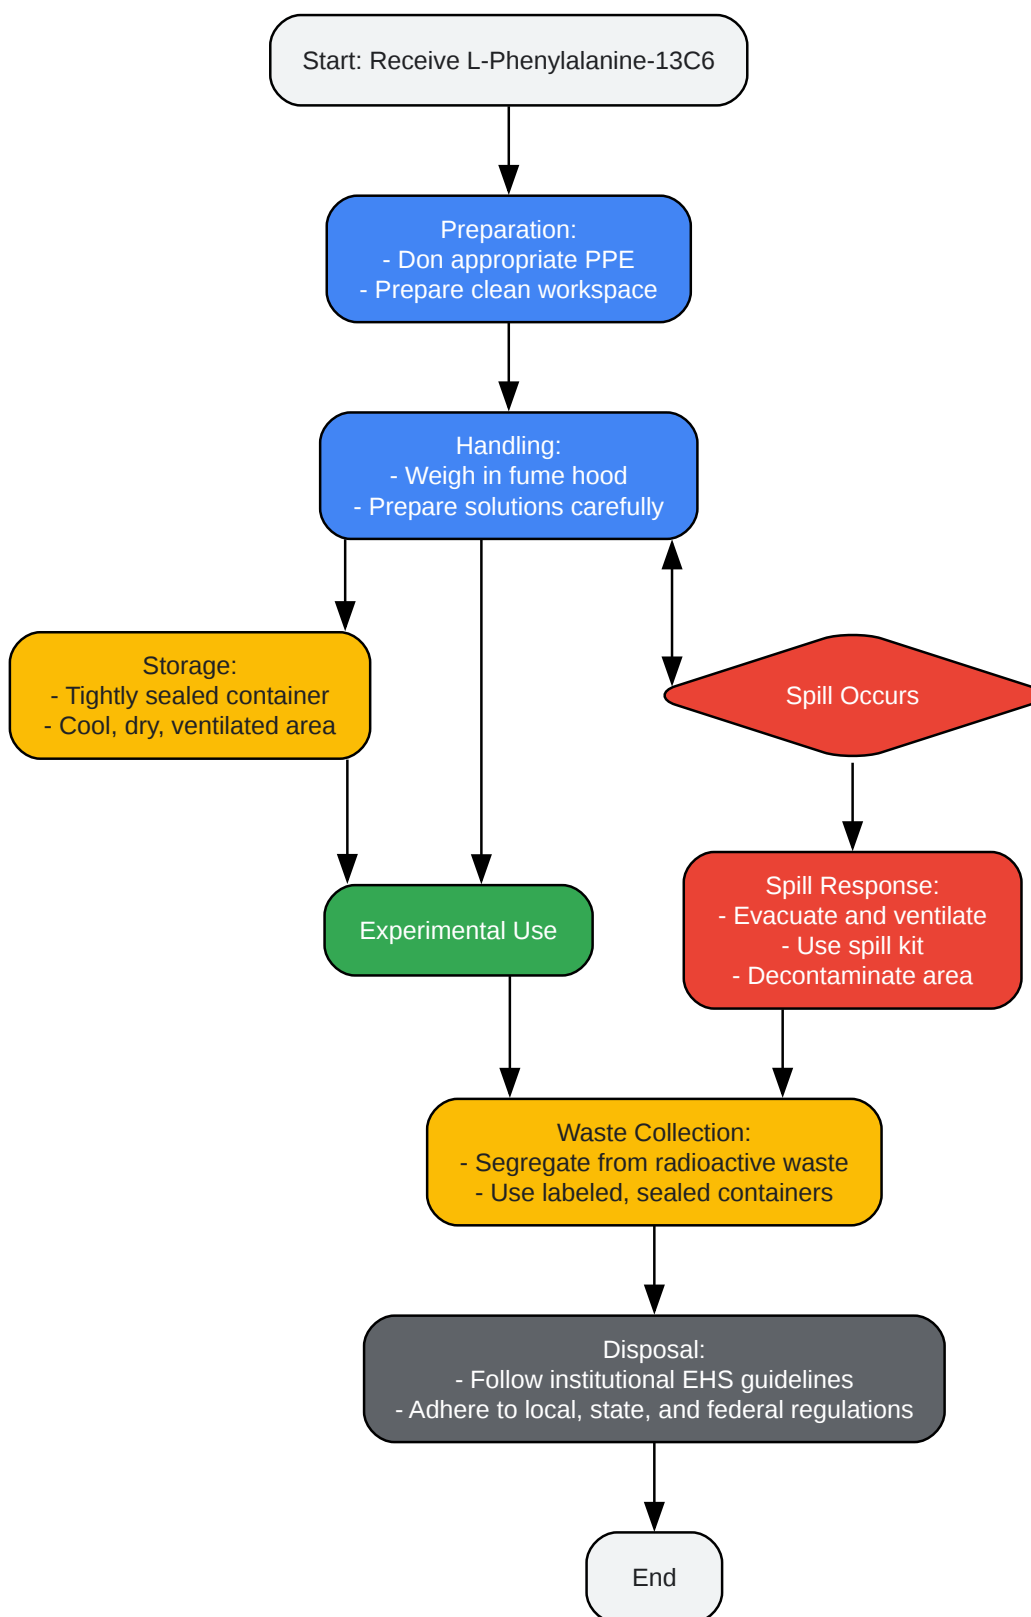 Start: Receive L-Phenylalanine-13C6
Preparation:
- Don appropriate PPE
- Prepare clean workspace
Handling:
- Weigh in fume hood
- Prepare solutions carefully
Storage:
- Tightly sealed container
- Cool, dry, ventilated area
Spill Occurs
Spill Response:
- Evacuate and ventilate
- Use spill kit
- Decontaminate area
Experimental Use
Waste Collection:
- Segregate from radioactive waste
- Use labeled, sealed containers
Disposal:
- Follow institutional EHS guidelines
- Adhere to local, state, and federal regulations
End